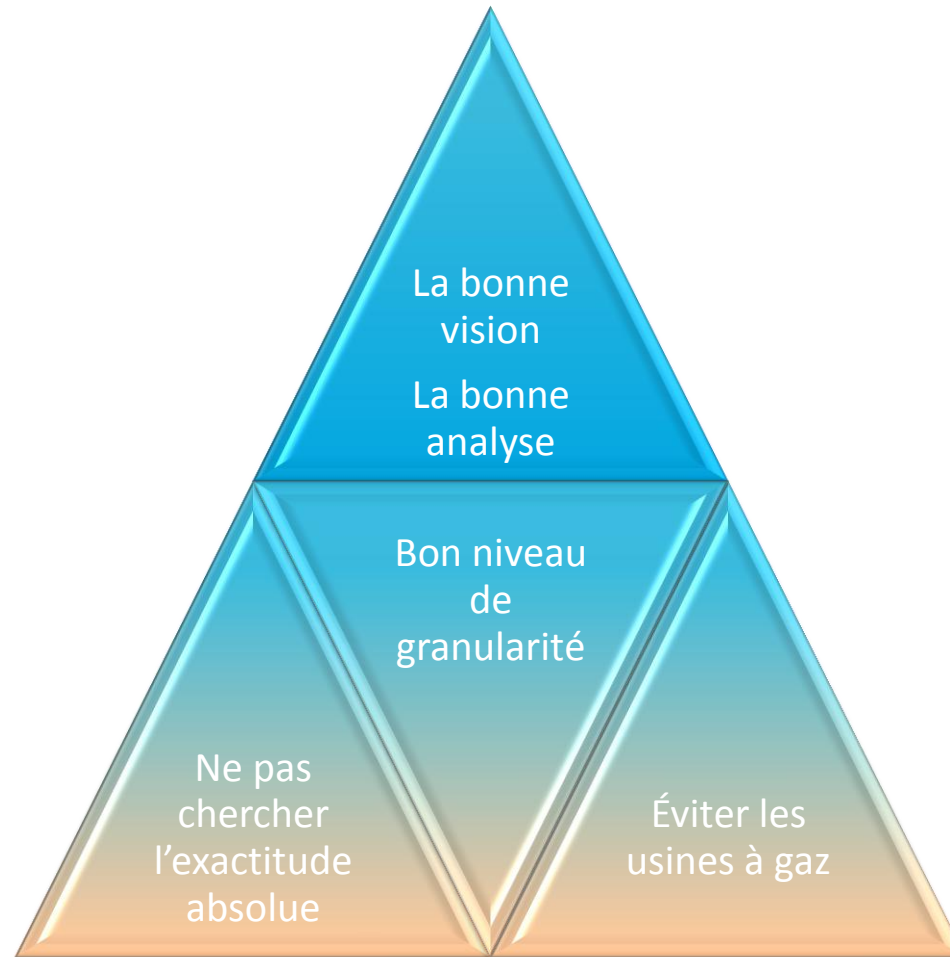 La bonne
vision
La bonne
analyse
Bon niveau
de
granularité
Ne pas
chercher
l’exactitude
absolue
Éviter les
usines à gaz